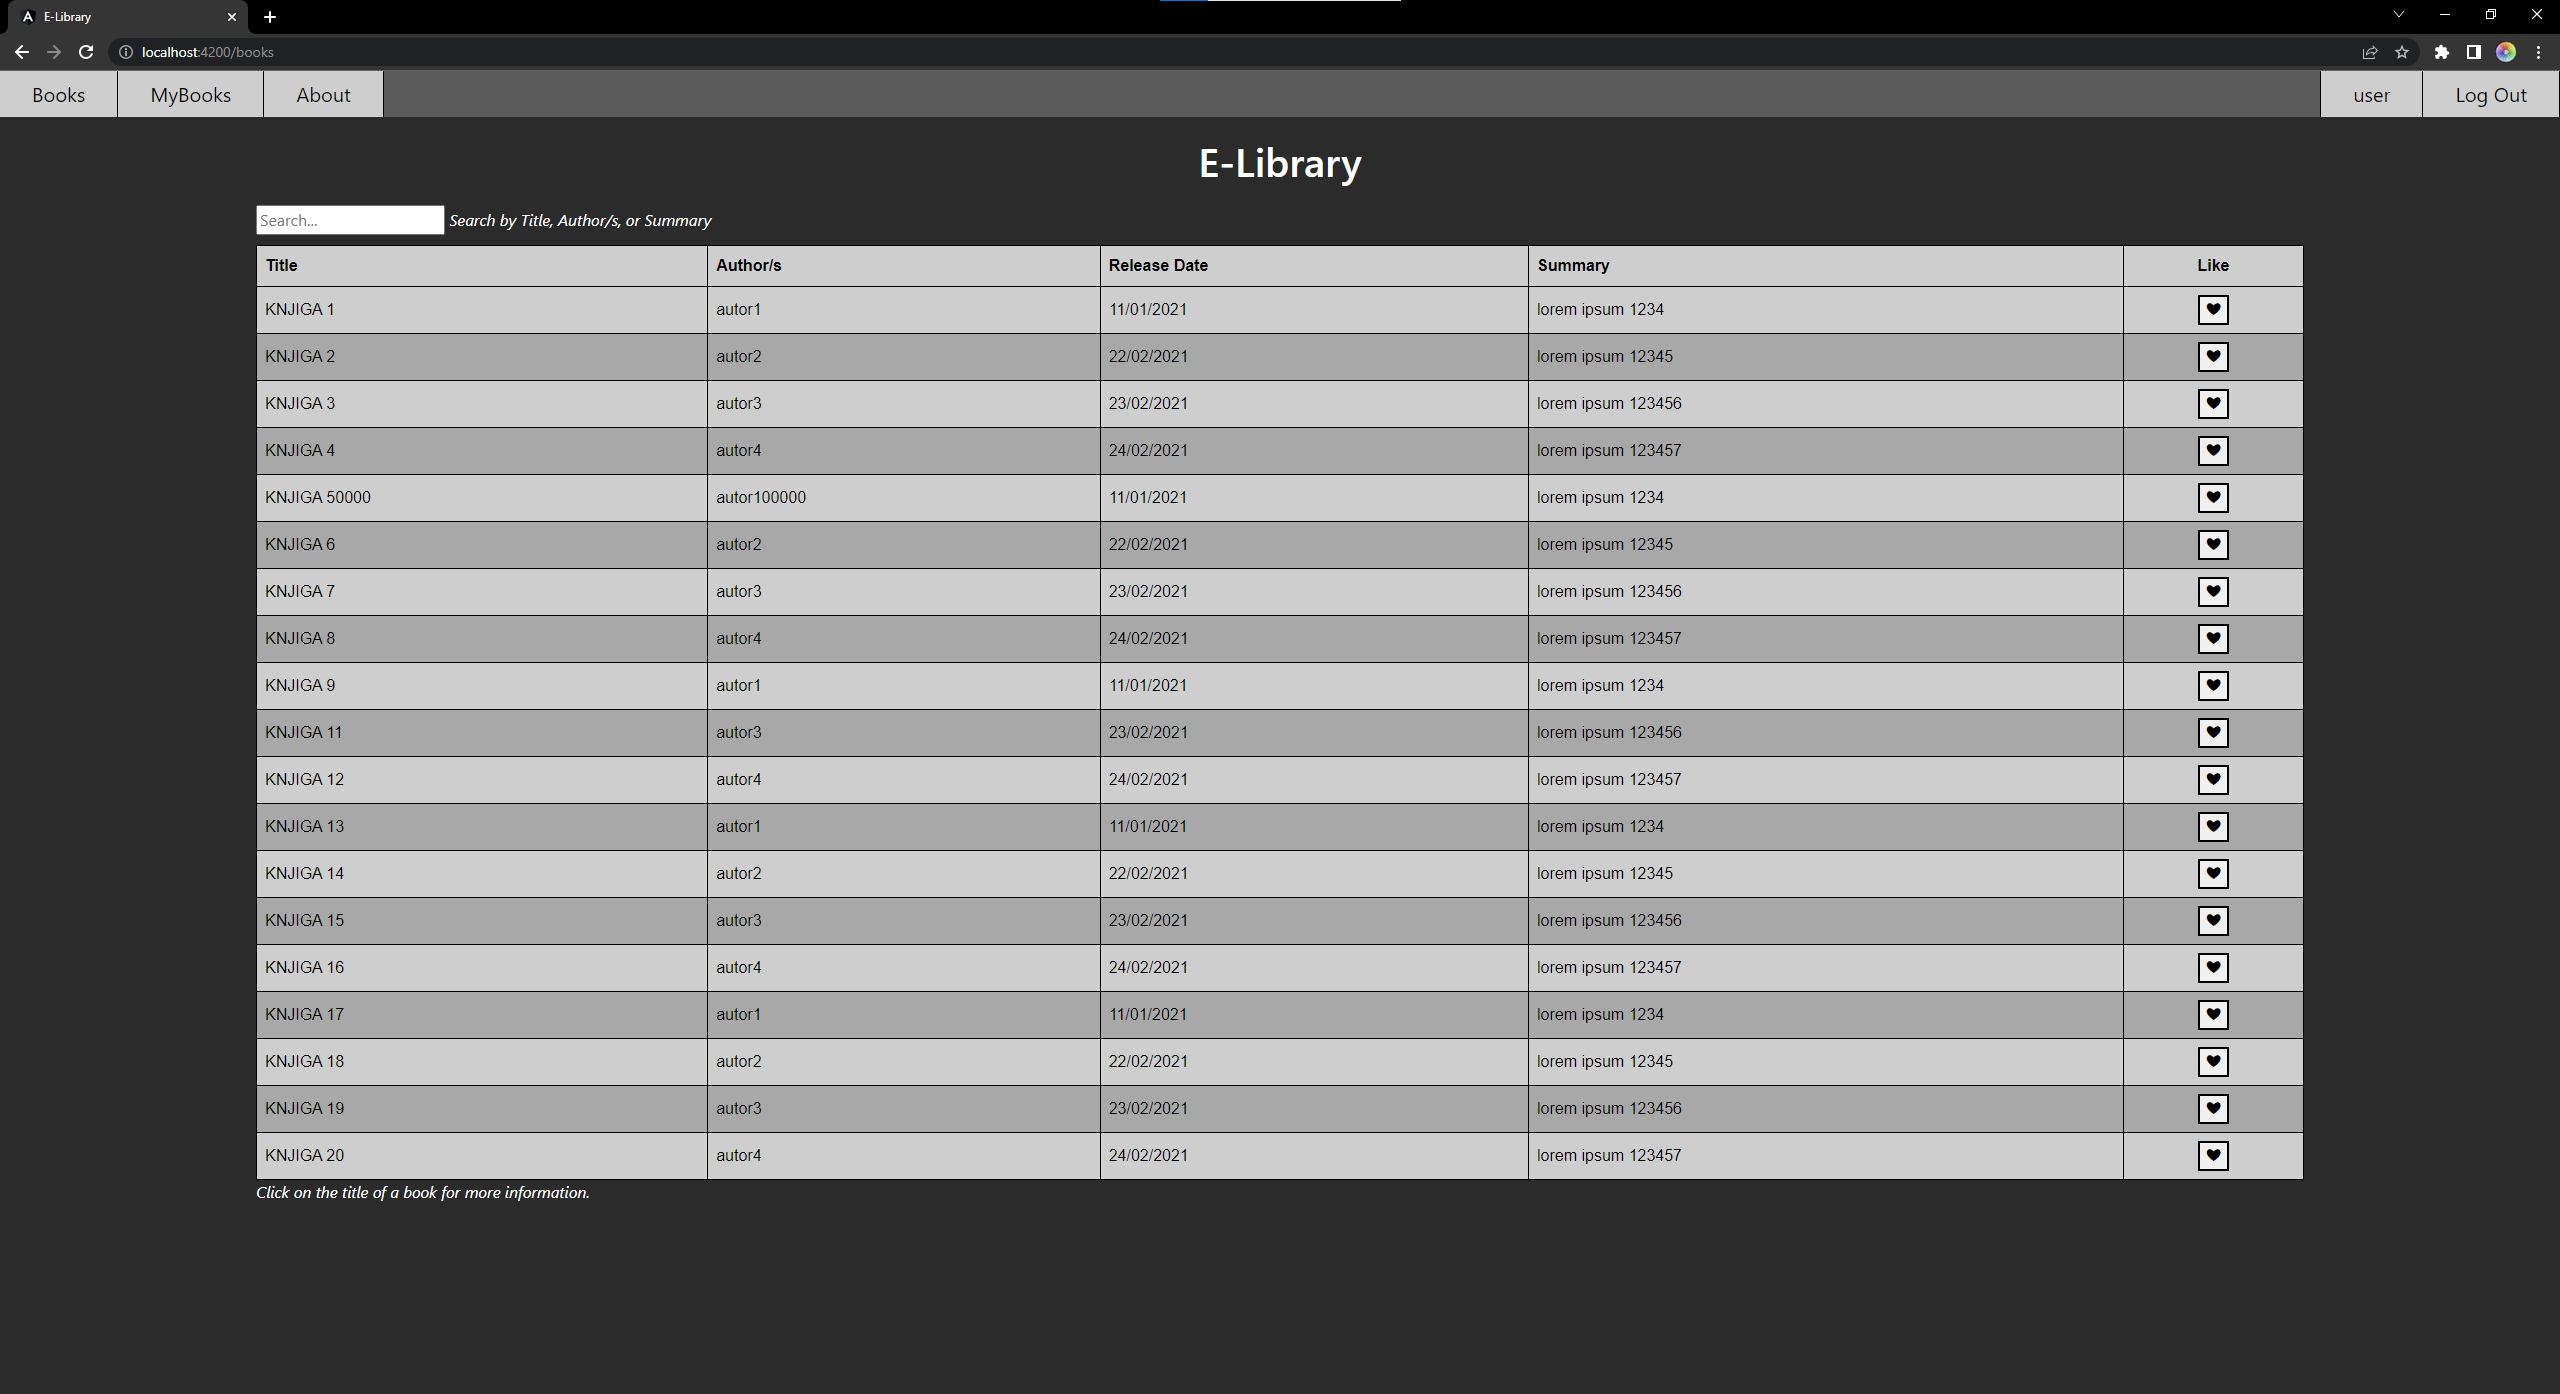 E-Library
localhost:4200/books
Books MyBooks About user Log Out
E-Library
Search... Search by Title, Author/s, or Summary
Title Author/s Release Date Summary Like
KNJIGA 1 autor1 11/01/2021 lorem ipsum 1234
KNJIGA 2 autor2 22/02/2021 lorem ipsum 12345
KNJIGA 3 autor3 23/02/2021 lorem ipsum 123456
KNJIGA 4 autor4 24/02/2021 lorem ipsum 123457
KNJIGA 50000 autor100000 11/01/2021 lorem ipsum 1234
KNJIGA 6 autor2 22/02/2021 lorem ipsum 12345
KNJIGA 7 autor3 23/02/2021 lorem ipsum 123456
KNJIGA 8 autor4 24/02/2021 lorem ipsum 123457
KNJIGA 9 autor1 11/01/2021 lorem ipsum 1234
KNJIGA 11 autor3 23/02/2021 lorem ipsum 123456
KNJIGA 12 autor4 24/02/2021 lorem ipsum 123457
KNJIGA 13 autor1 11/01/2021 lorem ipsum 1234
KNJIGA 14 autor2 22/02/2021 lorem ipsum 12345
KNJIGA 15 autor3 23/02/2021 lorem ipsum 123456
KNJIGA 16 autor4 24/02/2021 lorem ipsum 123457
KNJIGA 17 autor1 11/01/2021 lorem ipsum 1234
KNJIGA 18 autor2 22/02/2021 lorem ipsum 12345
KNJIGA 19 autor3 23/02/2021 lorem ipsum 123456
KNJIGA 20 autor4 24/02/2021 lorem ipsum 123457
Click on the title of a book for more information.